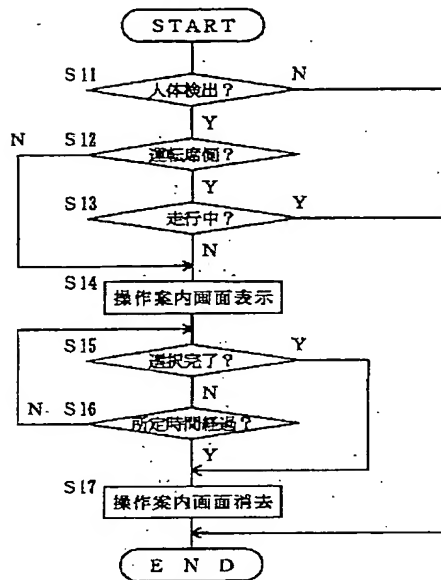 START
S11
人体検出？
N
Y
N
S12
運転席側？
Y
S13
走行中？
Y
N
S14
操作案内画面表示
S15
選択完了？
Y
N
N
S16
所定時間経過？
Y
S17
操作案内画面消去
END